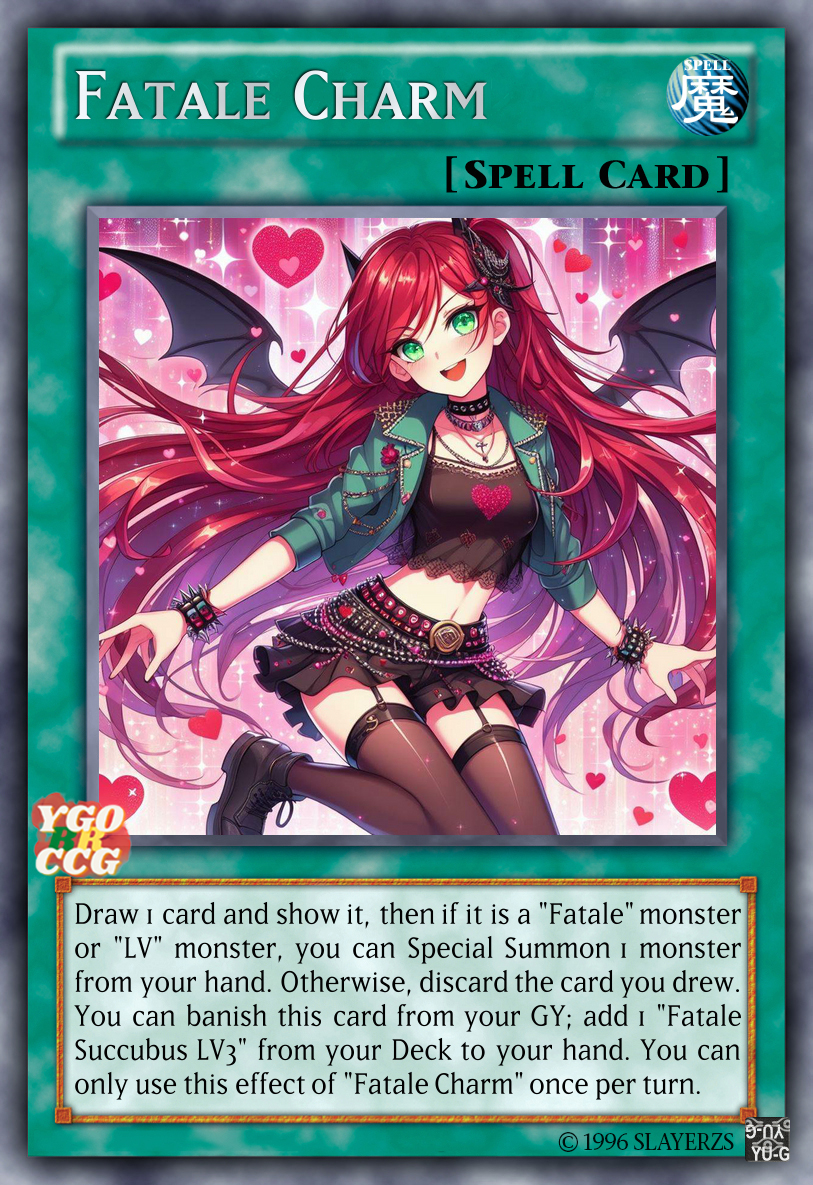 Fatale Charm
SPELL
魔
[Spell Card]
S
YGO
BR
CCG
Draw 1 card and show it, then if it is a "Fatale" monster
or "LV" monster, you can Special Summon 1 monster
from your hand. Otherwise, discard the card you drew.
You can banish this card from your GY; add 1 "Fatale
Succubus LV3" from your Deck to your hand. You can
only use this effect of "Fatale Charm" once per turn.
© 1996 SLAYERZS
YU-G
YU-G